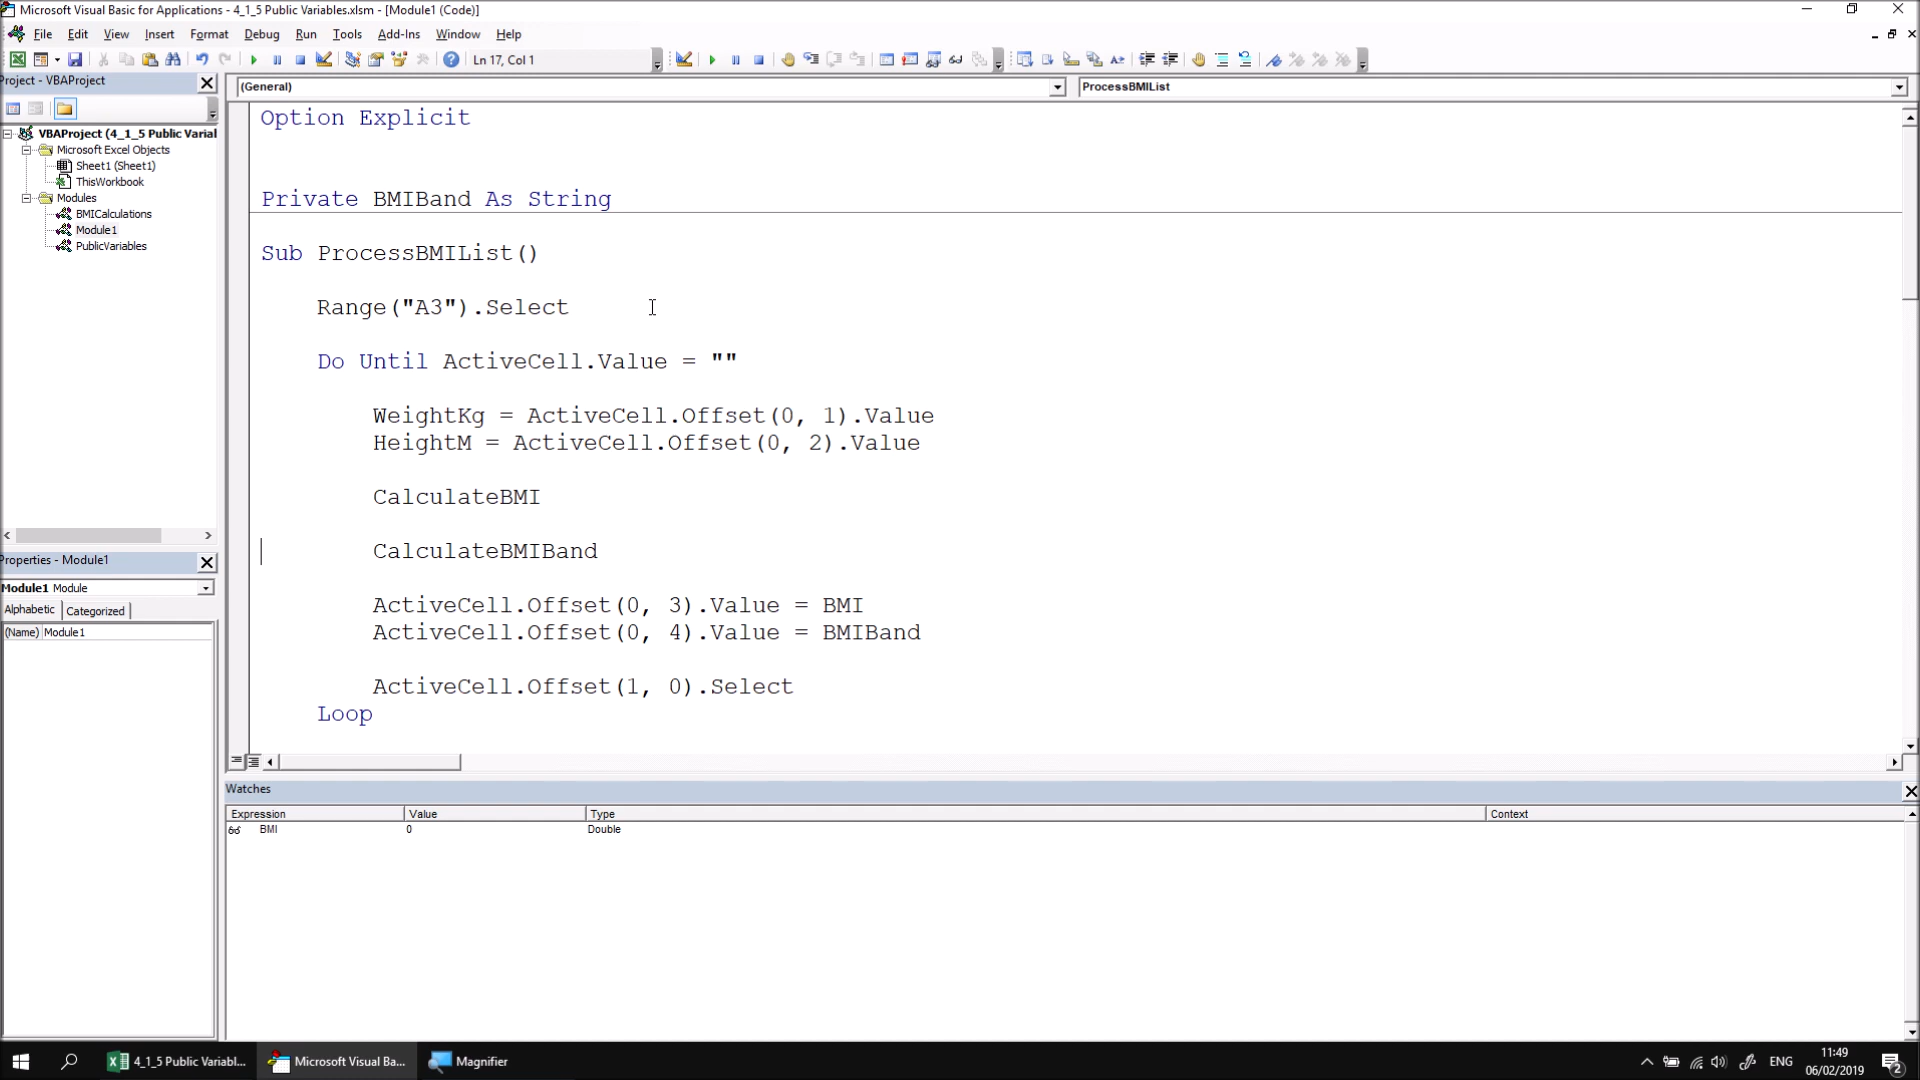 Microsoft Visual Basic for Applications - 4_1_5 Public Variables.xlsm - [Module1 (Code)]
File Edit View Insert Format Debug Run Tools Add-Ins Window Help
Ln 17, Col 1
Project - VBAProject
(General)
ProcessBMIList
VBAProject (4_1_5 Public Varial
Microsoft Excel Objects
Sheet1 (Sheet1)
ThisWorkbook
Modules
BMICalculations
Module1
PublicVariables
Option Explicit
Private BMIBand As String
Sub ProcessBMIList()
Range("A3").Select
Do Until ActiveCell.Value = ""
WeightKg = ActiveCell.Offset(0, 1).Value
HeightM = ActiveCell.Offset(0, 2).Value
CalculateBMI
CalculateBMIBand
ActiveCell.Offset(0, 3).Value = BMI
ActiveCell.Offset(0, 4).Value = BMIBand
ActiveCell.Offset(1, 0).Select
Loop
Properties - Module1
Module1 Module
Alphabetic Categorized
(Name) Module1
Watches
Expression Value Type Context
BMI 0 Double
4_1_5 Public Variabl...
Microsoft Visual Ba...
Magnifier
ENG
11:49
06/02/2019
2